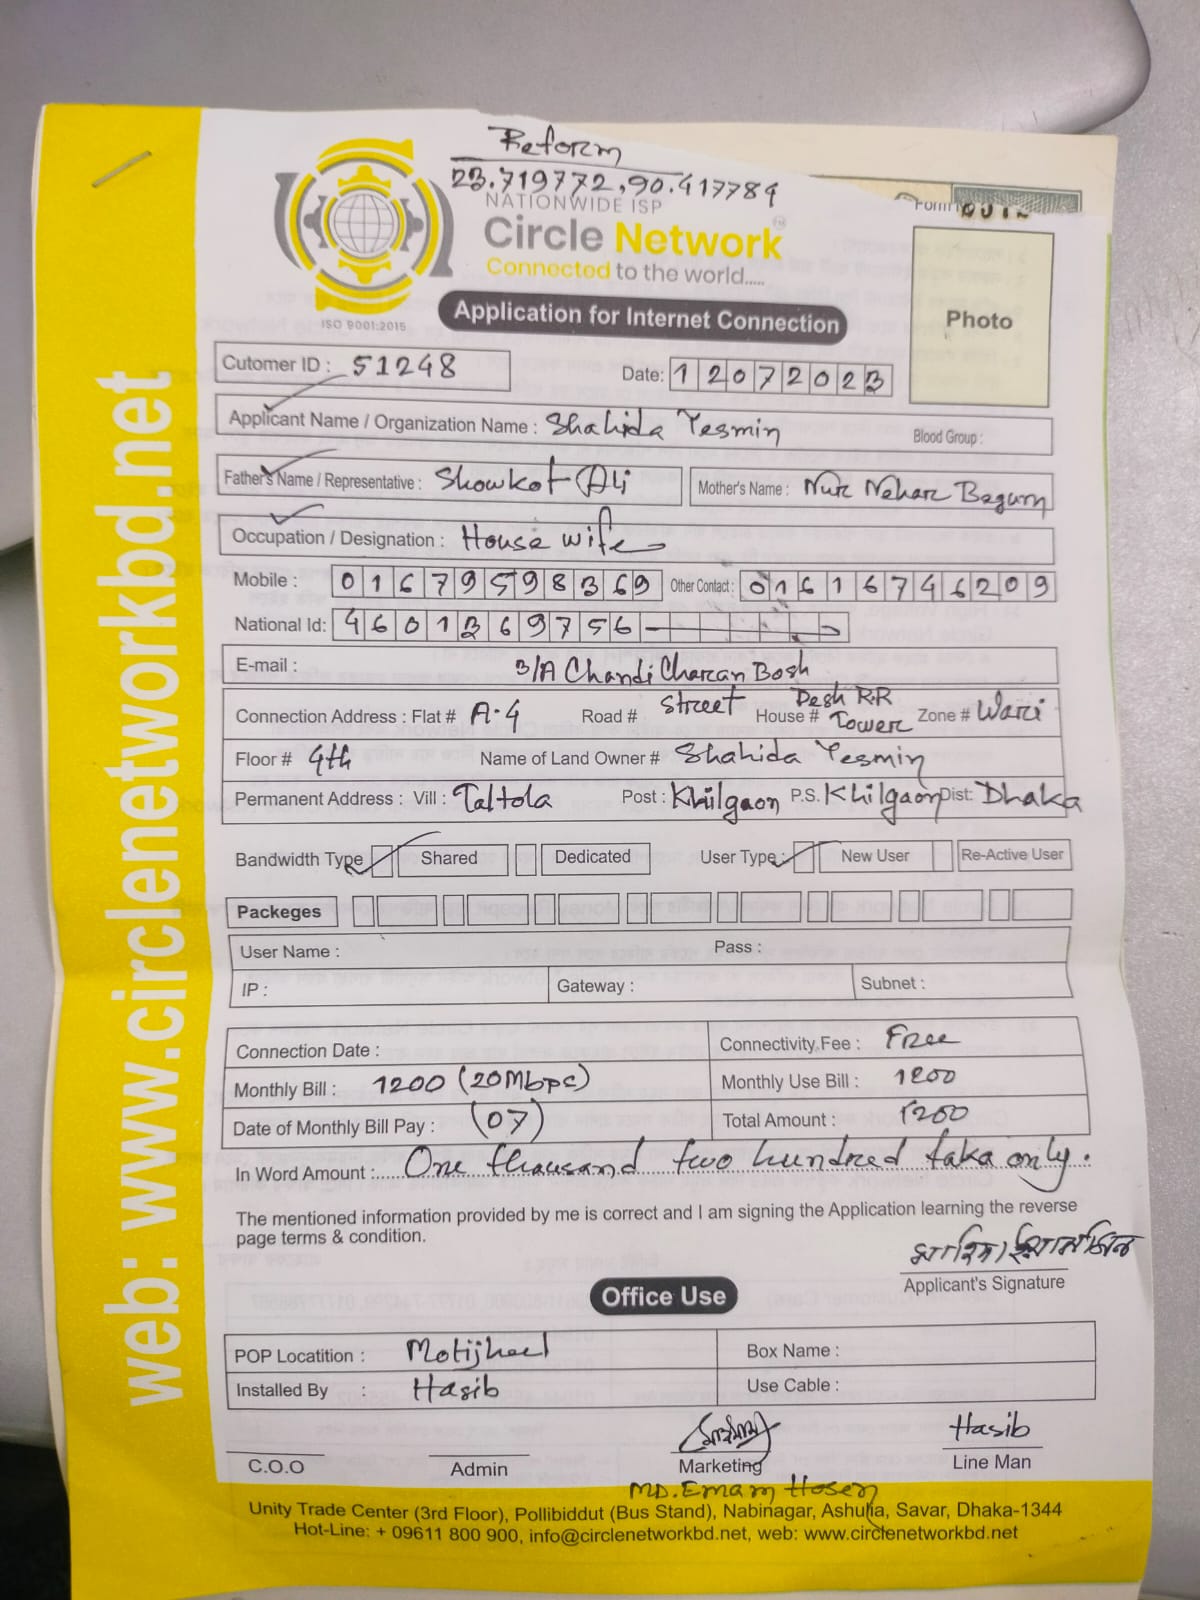 Reform
23.719772,90.417784
NATIONWIDE ISP
Circle Network
Connected to the world.....
ISO 9001:2015
Application for Internet Connection
Photo
Cutomer ID : 51248
Date: 12072023
Applicant Name / Organization Name : Shahida Yesmin Blood Group :
Father's Name / Representative : Showkot Ali Mother's Name : Nur Nehar Begum
Occupation / Designation : House wife
Mobile : 01679598369 Other Contact : 01616746209
National Id: 4601369756
E-mail :
3/A Chandi Charan Bosh
Connection Address : Flat # A-4 Road # Street House # Desh R.R Tower Zone # Wari
Floor # 4th Name of Land Owner # Shahida Yesmin
Permanent Address : Vill : Taltola Post : Khilgaon P.S. Khilgaon Dist: Dhaka
Bandwidth Type Shared Dedicated User Type : New User Re-Active User
Packeges
User Name : Pass :
IP : Gateway : Subnet :
Connection Date : Connectivity Fee : Free
Monthly Bill : 1200 (20Mbpc) Monthly Use Bill : 1200
Date of Monthly Bill Pay : (07) Total Amount : 1200
In Word Amount :...... One thousand two hundred taka only.
The mentioned information provided by me is correct and I am signing the Application learning the reverse
page terms & condition.
Applicant's Signature
Office Use
POP Locatition : Motijheel Box Name :
Installed By : Hasib Use Cable :
Hasib
C.O.O Admin Marketing Line Man
MD. Emam Hosen
Unity Trade Center (3rd Floor), Pollibiddut (Bus Stand), Nabinagar, Ashulia, Savar, Dhaka-1344
Hot-Line: + 09611 800 900, info@circlenetworkbd.net, web: www.circlenetworkbd.net
web: www.circlenetworkbd.net